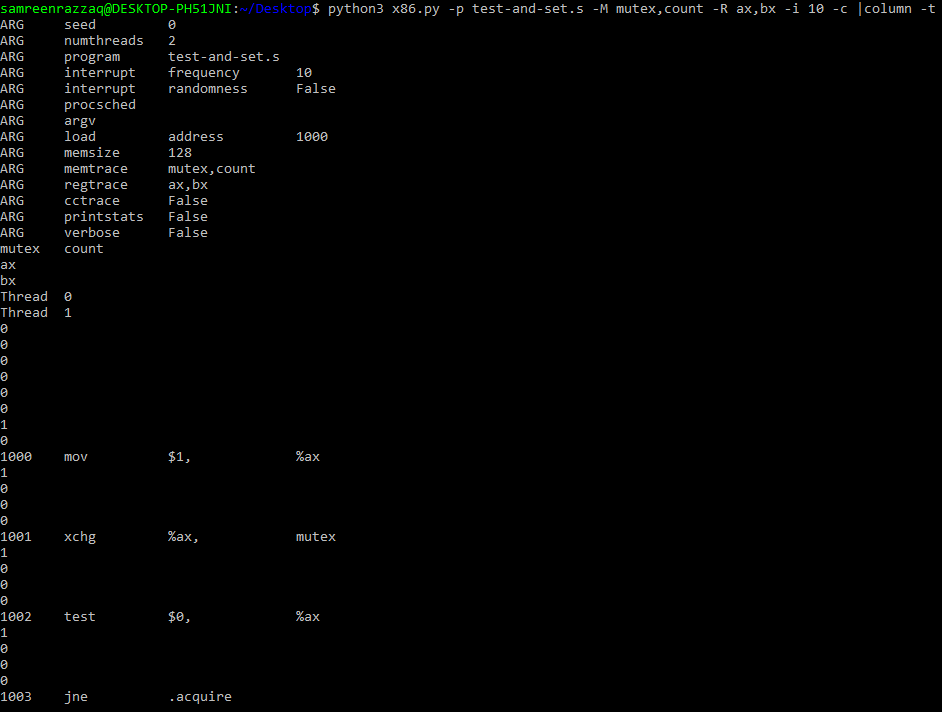 samreenrazzaq@DESKTOP-PH51JNI:~/Desktop$ python3 x86.py -p test-and-set.s -M mutex,count -R ax,bx -i 10 -c |column -t
ARG seed 0
ARG numthreads 2
ARG program test-and-set.s
ARG interrupt frequency 10
ARG interrupt randomness False
ARG procsched
ARG argv
ARG load address 1000
ARG memsize 128
ARG memtrace mutex,count
ARG regtrace ax,bx
ARG cctrace False
ARG printstats False
ARG verbose False
mutex count
ax
bx
Thread 0
Thread 1
0
0
0
0
0
0
1
0
1000 mov $1, %ax
1
0
0
0
1001 xchg %ax, mutex
1
0
0
0
1002 test $0, %ax
1
0
0
0
1003 jne .acquire